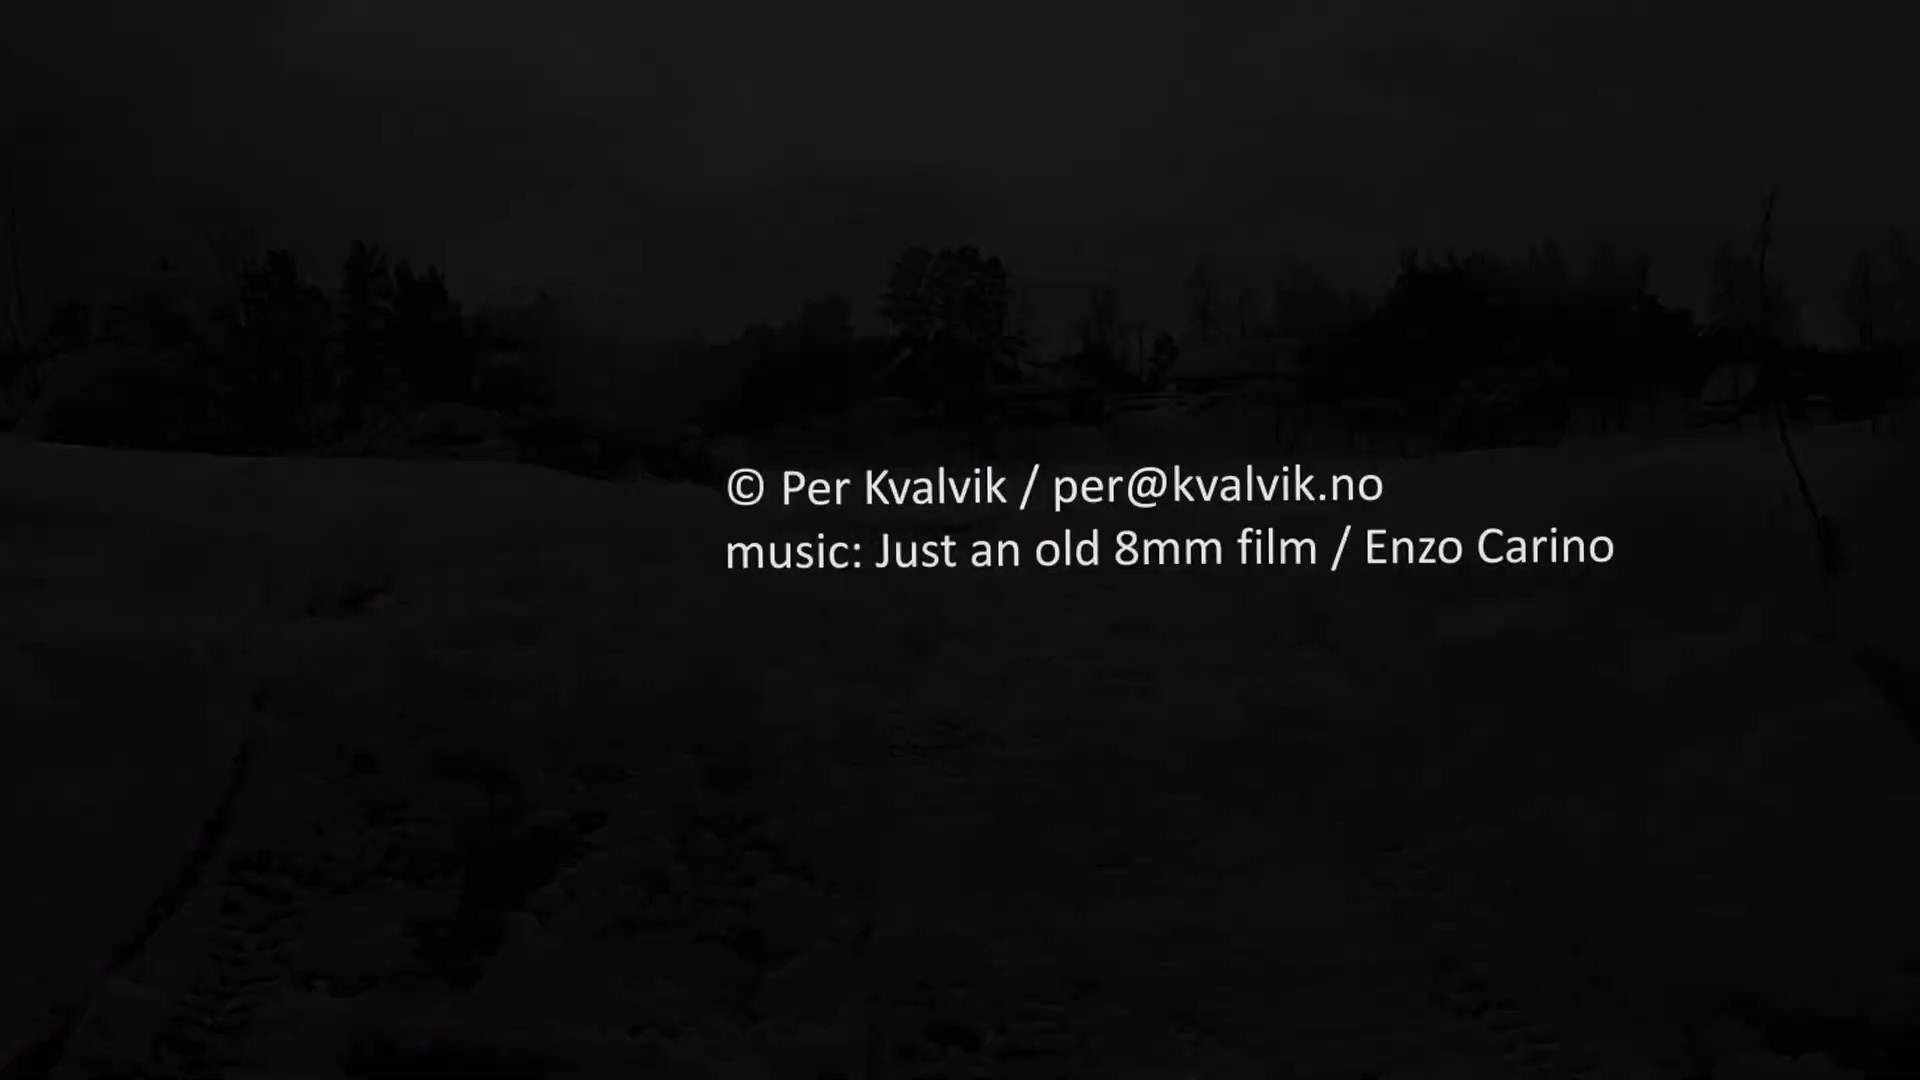 © Per Kvalvik / per@kvalvik.no
music: Just an old 8mm film / Enzo Carino